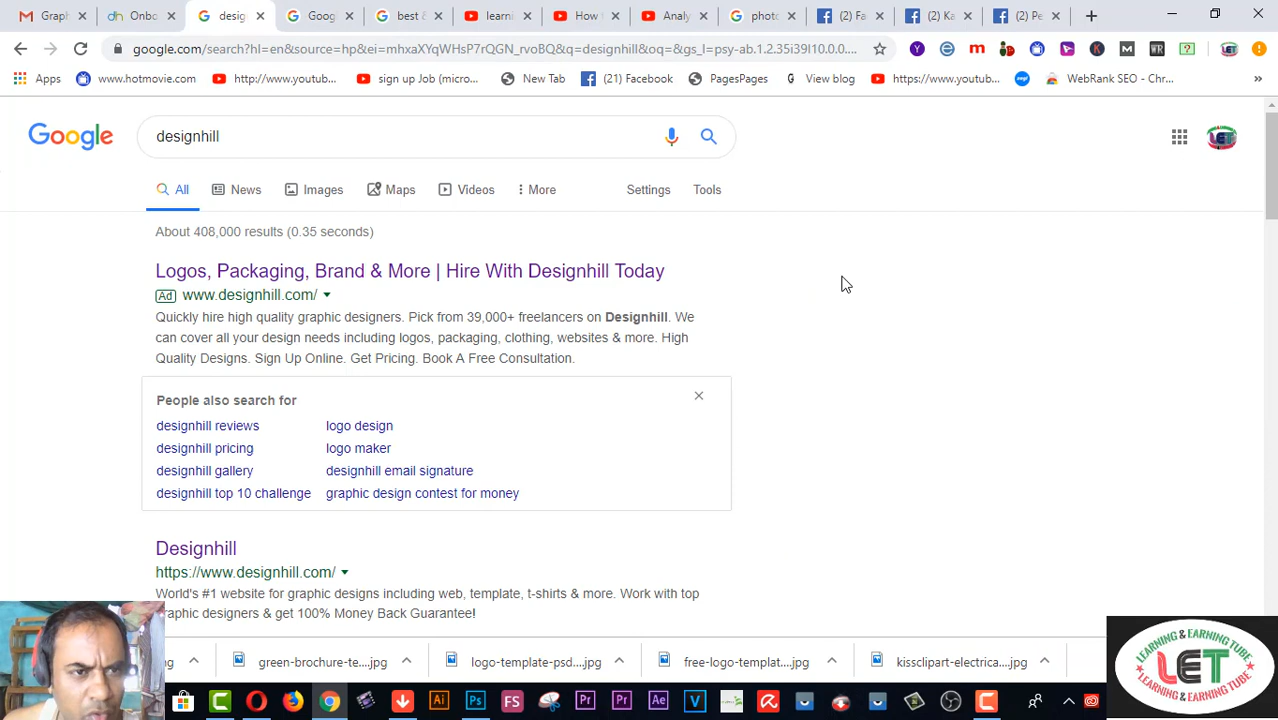 Graph
Onbo
desig
Goog
best &
learni
How t
Analy
photo
(2) Fa
(2) Ka
(2) Pe
google.com/search?hl=en&source=hp&ei=mhxaXYqWHsP7rQGN_rvoBQ&q=designhill&oq=&gs_l=psy-ab.1.2.35i39l10.0.0....
Apps
www.hotmovie.com
http://www.youtub...
sign up Job (micro...
New Tab
(21) Facebook
PagesPages
View blog
https://www.youtub...
WebRank SEO - Chr...
»
Google
designhill
All
News
Images
Maps
Videos
More
Settings
Tools
About 408,000 results (0.35 seconds)
Logos, Packaging, Brand & More | Hire With Designhill Today
Ad www.designhill.com/
Quickly hire high quality graphic designers. Pick from 39,000+ freelancers on Designhill. We
can cover all your design needs including logos, packaging, clothing, websites & more. High
Quality Designs. Sign Up Online. Get Pricing. Book A Free Consultation.
People also search for
designhill reviews
logo design
designhill pricing
logo maker
designhill gallery
designhill email signature
designhill top 10 challenge
graphic design contest for money
Designhill
https://www.designhill.com/
World's #1 website for graphic designs including web, template, t-shirts & more. Work with top
graphic designers & get 100% Money Back Guarantee!
ng
green-brochure-te....jpg
logo-template-psd....jpg
free-logo-templat....jpg
kissclipart-electrica....jpg
LEARNING & EARNING TUBE
LET
LEARNING & EARNING TUBE